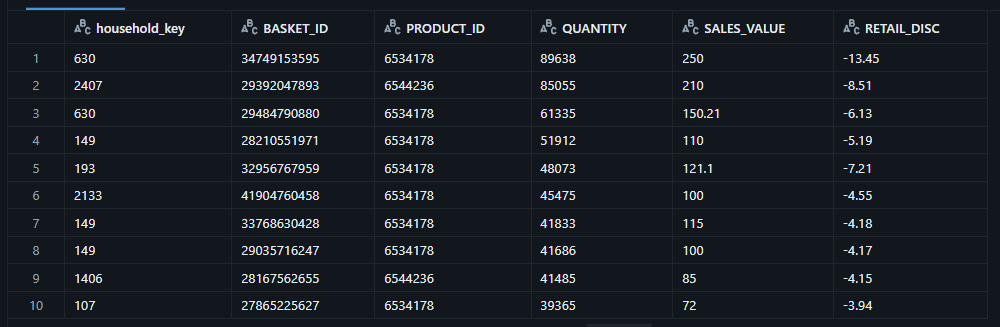 household_key BASKET_ID PRODUCT_ID QUANTITY SALES_VALUE RETAIL_DISC
1 630 34749153595 6534178 89638 250 -13.45
2 2407 29392047893 6544236 85055 210 -8.51
3 630 29484790880 6534178 61335 150.21 -6.13
4 149 28210551971 6534178 51912 110 -5.19
5 193 32956767959 6534178 48073 121.1 -7.21
6 2133 41904760458 6534178 45475 100 -4.55
7 149 33768630428 6534178 41833 115 -4.18
8 149 29035716247 6534178 41686 100 -4.17
9 1406 28167562655 6544236 41485 85 -4.15
10 107 27865225627 6534178 39365 72 -3.94